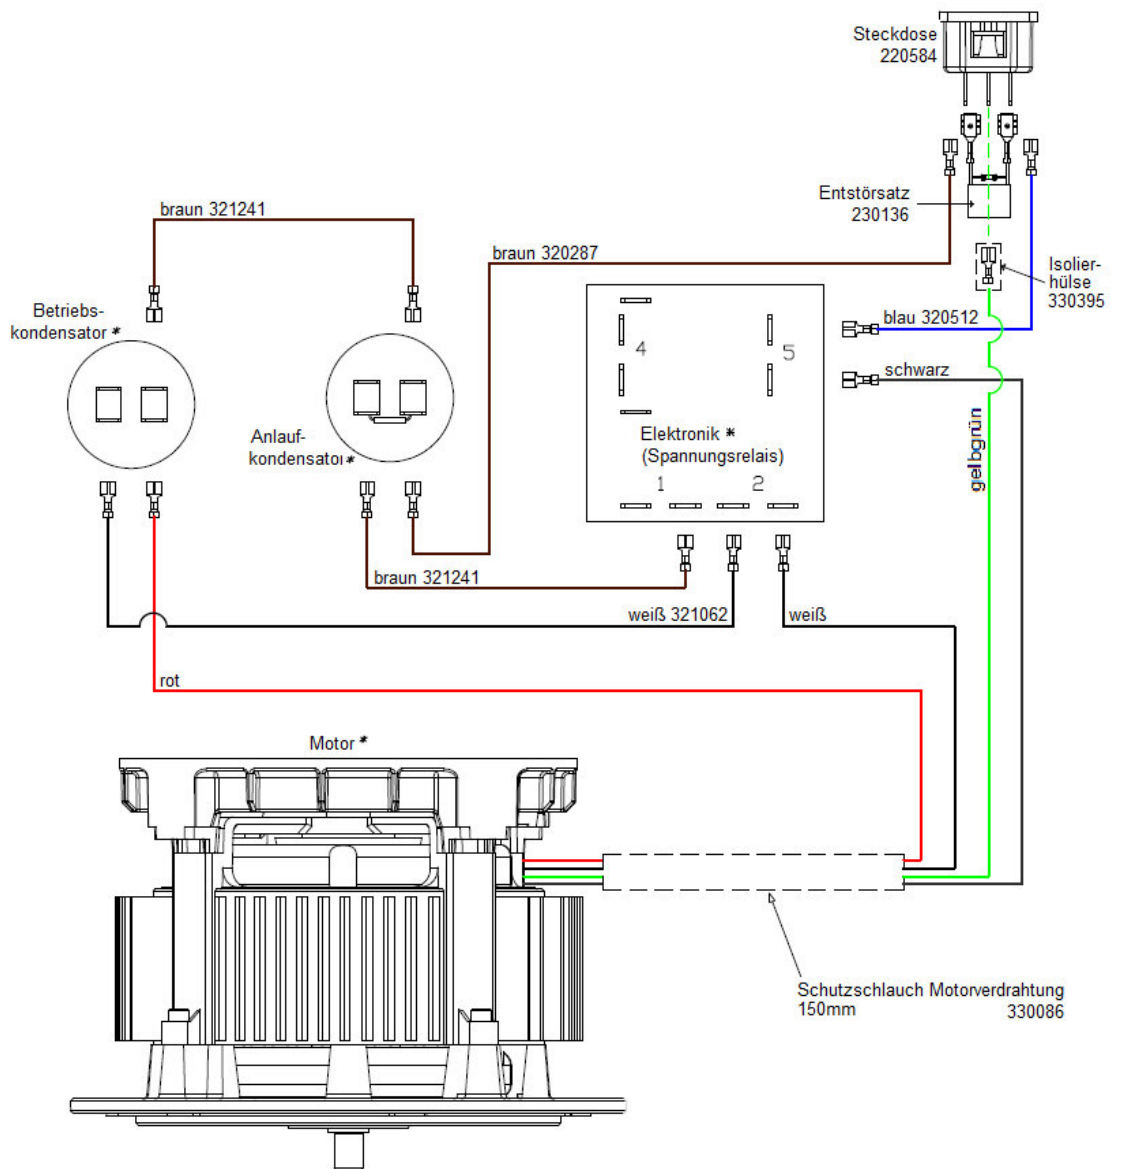 Steckdose
220584
braun 321241
Entstörsatz
230136
braun 320287
Isolier-
hülse
330395
Betriebs-
kondensator *
blau 320512
4
5
schwarz
Anlauf-
kondensator *
Elektronik *
(Spannungsrelais)
gelbgrün
1
2
braun 321241
weiß 321062
weiß
rot
Motor *
Schutzschlauch Motorverdrahtung
150mm
330086